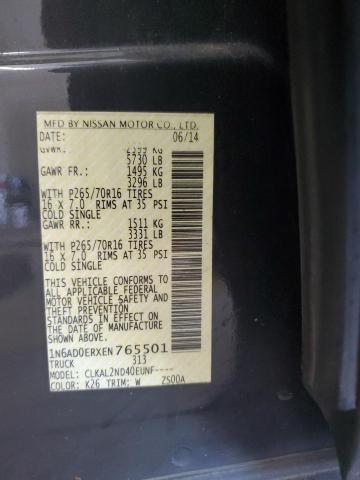 MFD BY NISSAN MOTOR CO., LTD.
DATE: 06/14
GVWR: 2599 KG
5730 LB
GAWR FR.: 1495 KG
3296 LB
WITH P265/70R16 TIRES
16 X 7.0 RIMS AT 35 PSI
COLD SINGLE
GAWR RR.: 1511 KG
3331 LB
WITH P265/70R16 TIRES
16 X 7.0 RIMS AT 35 PSI
COLD SINGLE
THIS VEHICLE CONFORMS TO
ALL APPLICABLE FEDERAL
MOTOR VEHICLE SAFETY AND
THEFT PREVENTION
STANDARDS IN EFFECT ON
THE DATE OF MANUFACTURE
SHOWN ABOVE.
1N6AD0ERXEN765501
TRUCK 313
MODEL: CLKAL2ND40EUNF----
COLOR: K26 TRIM: W ZS00A